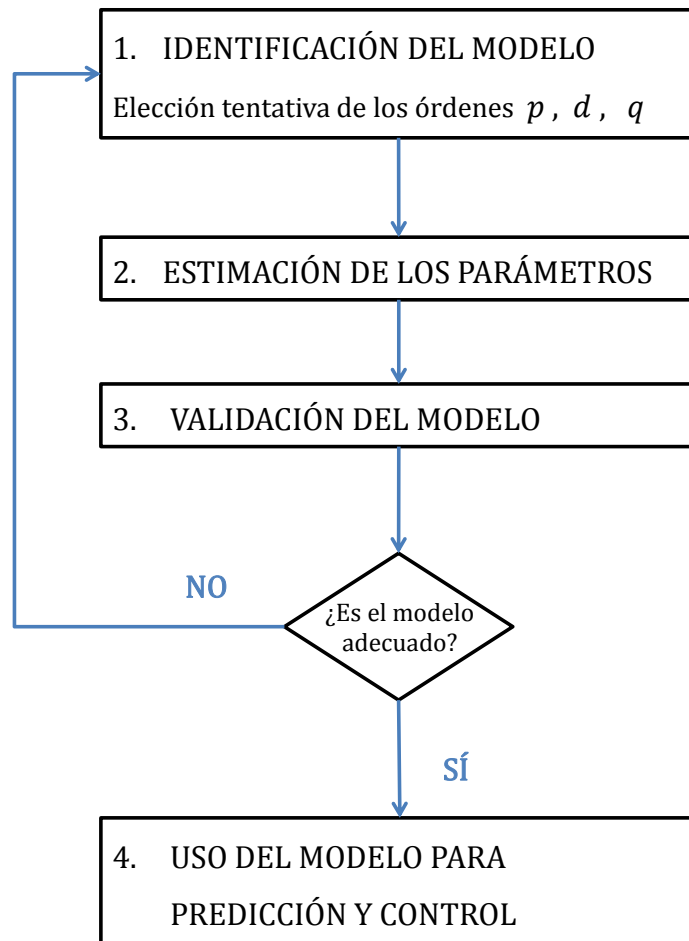 1. IDENTIFICACIÓN DEL MODELO
Elección tentativa de los órdenes p , d , q
2. ESTIMACIÓN DE LOS PARÁMETROS
3. VALIDACIÓN DEL MODELO
NO
¿Es el modelo
adecuado?
SÍ
4. USO DEL MODELO PARA
PREDICCIÓN Y CONTROL